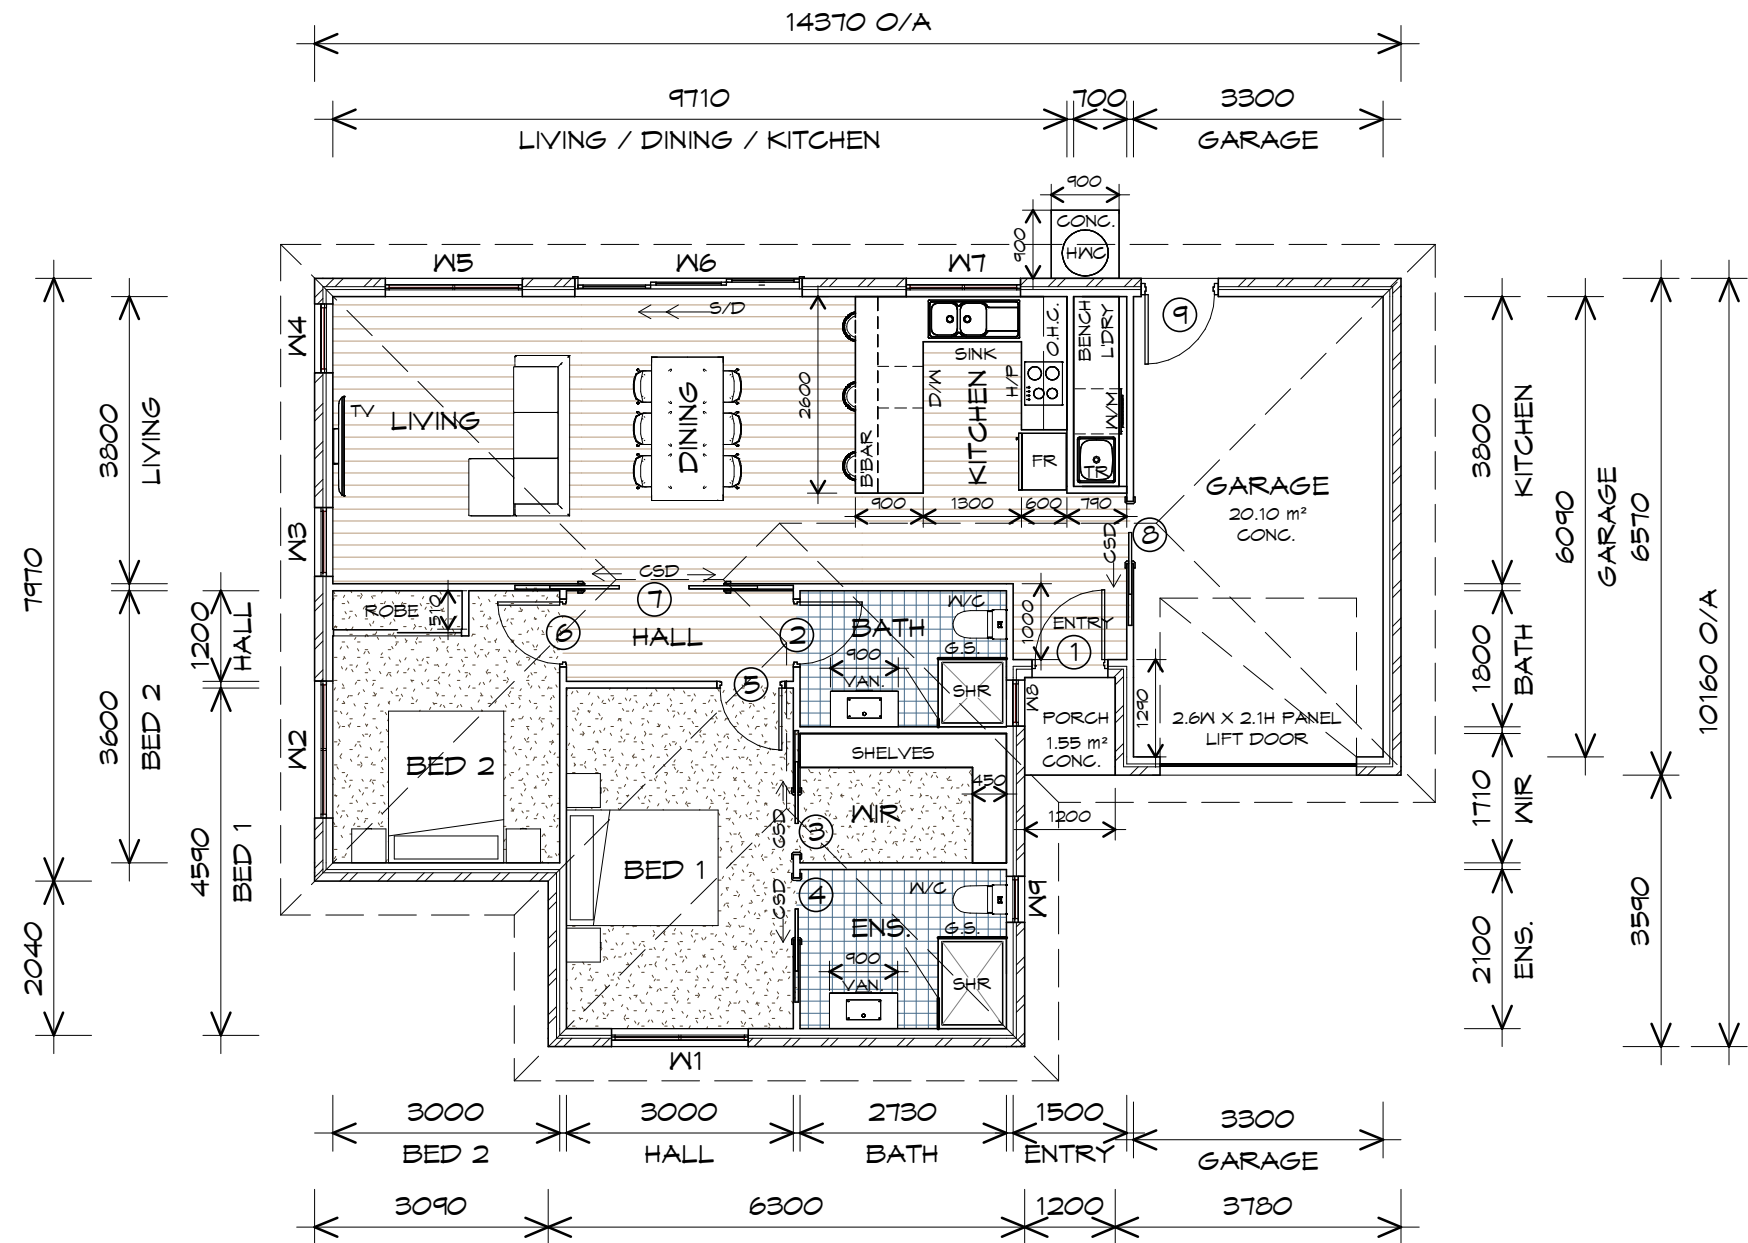 14370 O/A
9710
700
3300
LIVING / DINING / KITCHEN
GARAGE
900
900
CONC.
HWC
W5
W6
W7
S/D
W4
W3
W2
TV
LIVING
DINING
2600
B'BAR
D/W
SINK
KITCHEN
H/P
O.H.C.
FR
BENCH
L'DRY
W/M
TR
9
900
1300
600
790
GARAGE
20.10 m²
CONC.
8
CSD
CSD
7
ROBE
510
6
HALL
2
5
BATH
W/C
900
VAN.
G.S.
SHR
1000
ENTRY
1
W8
PORCH
1.55 m²
CONC.
1290
2.6W X 2.1H PANEL
LIFT DOOR
BED 2
SHELVES
450
WIR
CSD
3
1200
BED 1
CSD
4
W/C
ENS.
G.S.
900
VAN.
SHR
W9
W1
7970
2040
3800
LIVING
3600
BED 2
1200
HALL
4590
BED 1
3800
KITCHEN
1800
BATH
1710
WIR
2100
ENS.
6090
GARAGE
6570
3590
10160 O/A
3000
3000
2730
1500
3300
BED 2
HALL
BATH
ENTRY
GARAGE
3090
6300
1200
3780